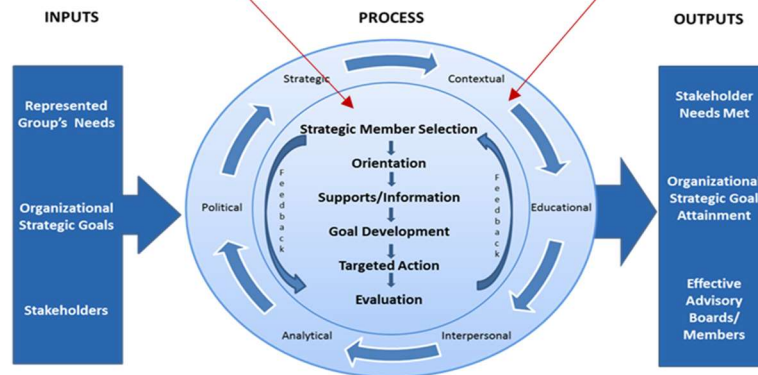 INPUTS
PROCESS
OUTPUTS
Represented
Group's Needs
Organizational
Strategic Goals
Stakeholders
Strategic
Contextual
Educational
Interpersonal
Analytical
Political
Strategic Member Selection
Orientation
Supports/Information
Goal Development
Targeted Action
Evaluation
Feedback
Feedback
Stakeholder
Needs Met
Organizational
Strategic Goal
Attainment
Effective
Advisory
Boards/
Members